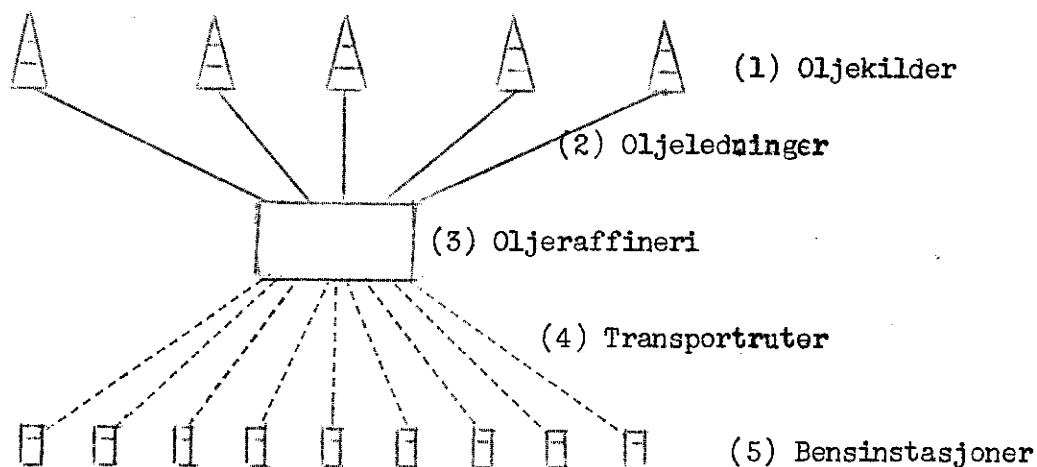 (1) Oljekilder
(2) Oljeledninger
(3) Oljeraffineri
(4) Transportruter
(5) Bensinstasjoner